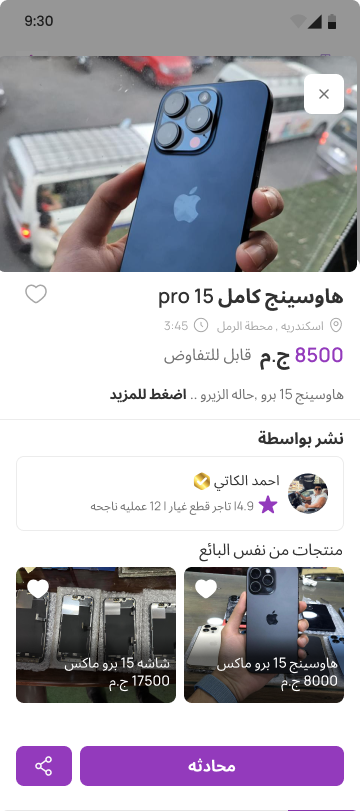 9:30
هاوسينج كامل 15 pro
اسكندريه , محطة الرمل 3:45
8500 ج.م قابل للتفاوض
هاوسينج 15 برو ,حاله الزيرو .. اضغط للمزيد
نشر بواسطة
احمد الكاتي
4.9| تاجر قطع غيار | 12 عمليه ناجحه
منتجات من نفس البائع
هاوسينج 15 برو ماكس
8000 ج.م
شاشه 15 برو ماكس
17500 ج.م
محادثه